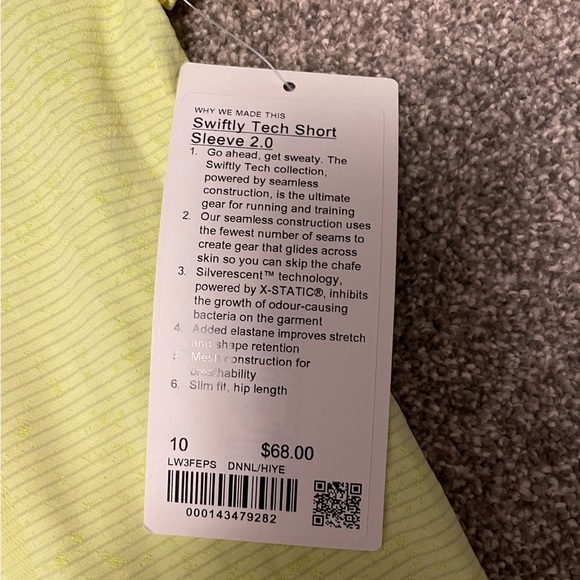 WHY WE MADE THIS
Swiftly Tech Short
Sleeve 2.0
1. Go ahead, get sweaty. The
Swiftly Tech collection,
powered by seamless
construction, is the ultimate
gear for running and training
2. Our seamless construction uses
the fewest number of seams to
create gear that glides across
skin so you can skip the chafe
3. Silverescent™ technology,
powered by X-STATIC®, inhibits
the growth of odour-causing
bacteria on the garment
4. Added elastane improves stretch
and shape retention
5. Mesh construction for
breathability
6. Slim fit, hip length
10 $68.00
LW3FEPS DNNL/HIYE
000143479282